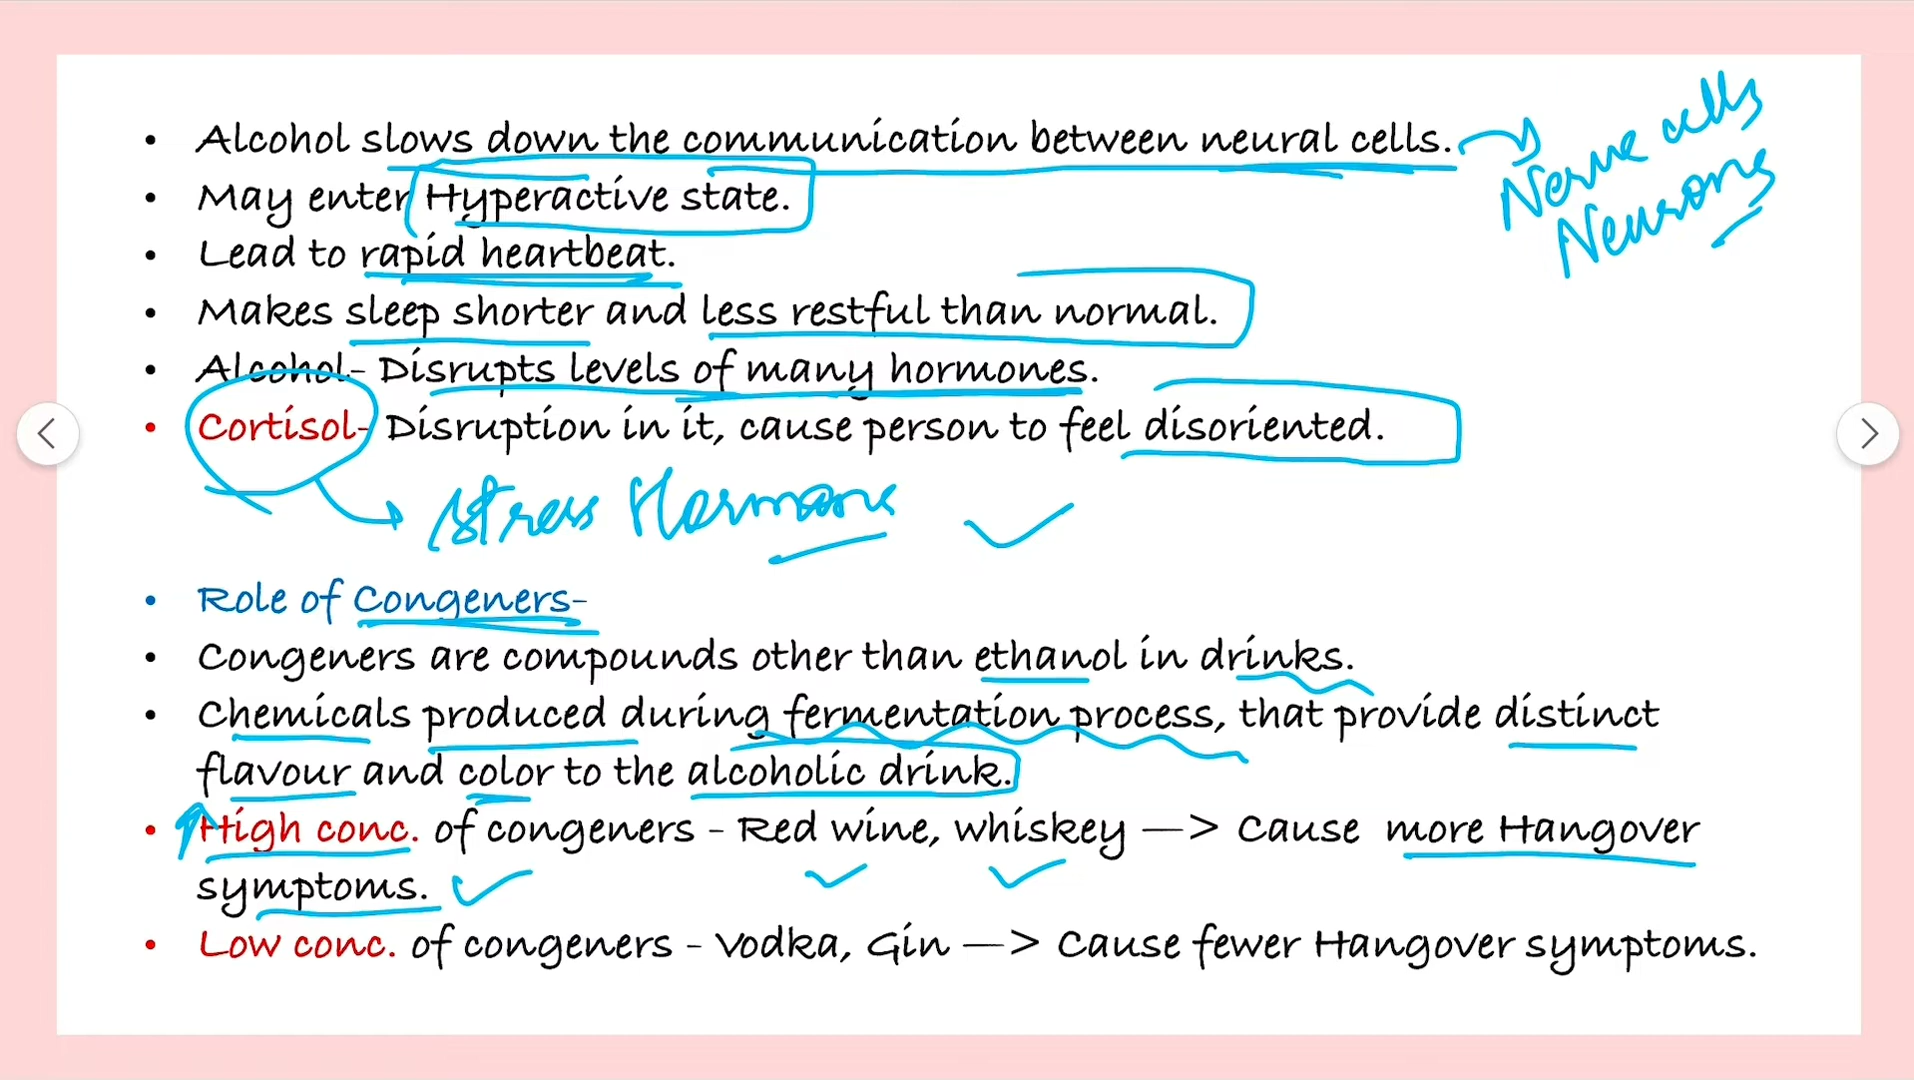 • Alcohol slows down the communication between neural cells.
Nerve cells
Neurons
• May enter Hyperactive state.
• Lead to rapid heartbeat.
• Makes sleep shorter and less restful than normal.
• Alcohol- Disrupts levels of many hormones.
• Cortisol- Disruption in it, cause person to feel disoriented.
Stress Hormone
• Role of Congeners-
• Congeners are compounds other than ethanol in drinks.
• Chemicals produced during fermentation process, that provide distinct
flavour and color to the alcoholic drink.
• High conc. of congeners - Red wine, whiskey —> Cause more Hangover
symptoms.
• Low conc. of congeners - Vodka, Gin —> Cause fewer Hangover symptoms.